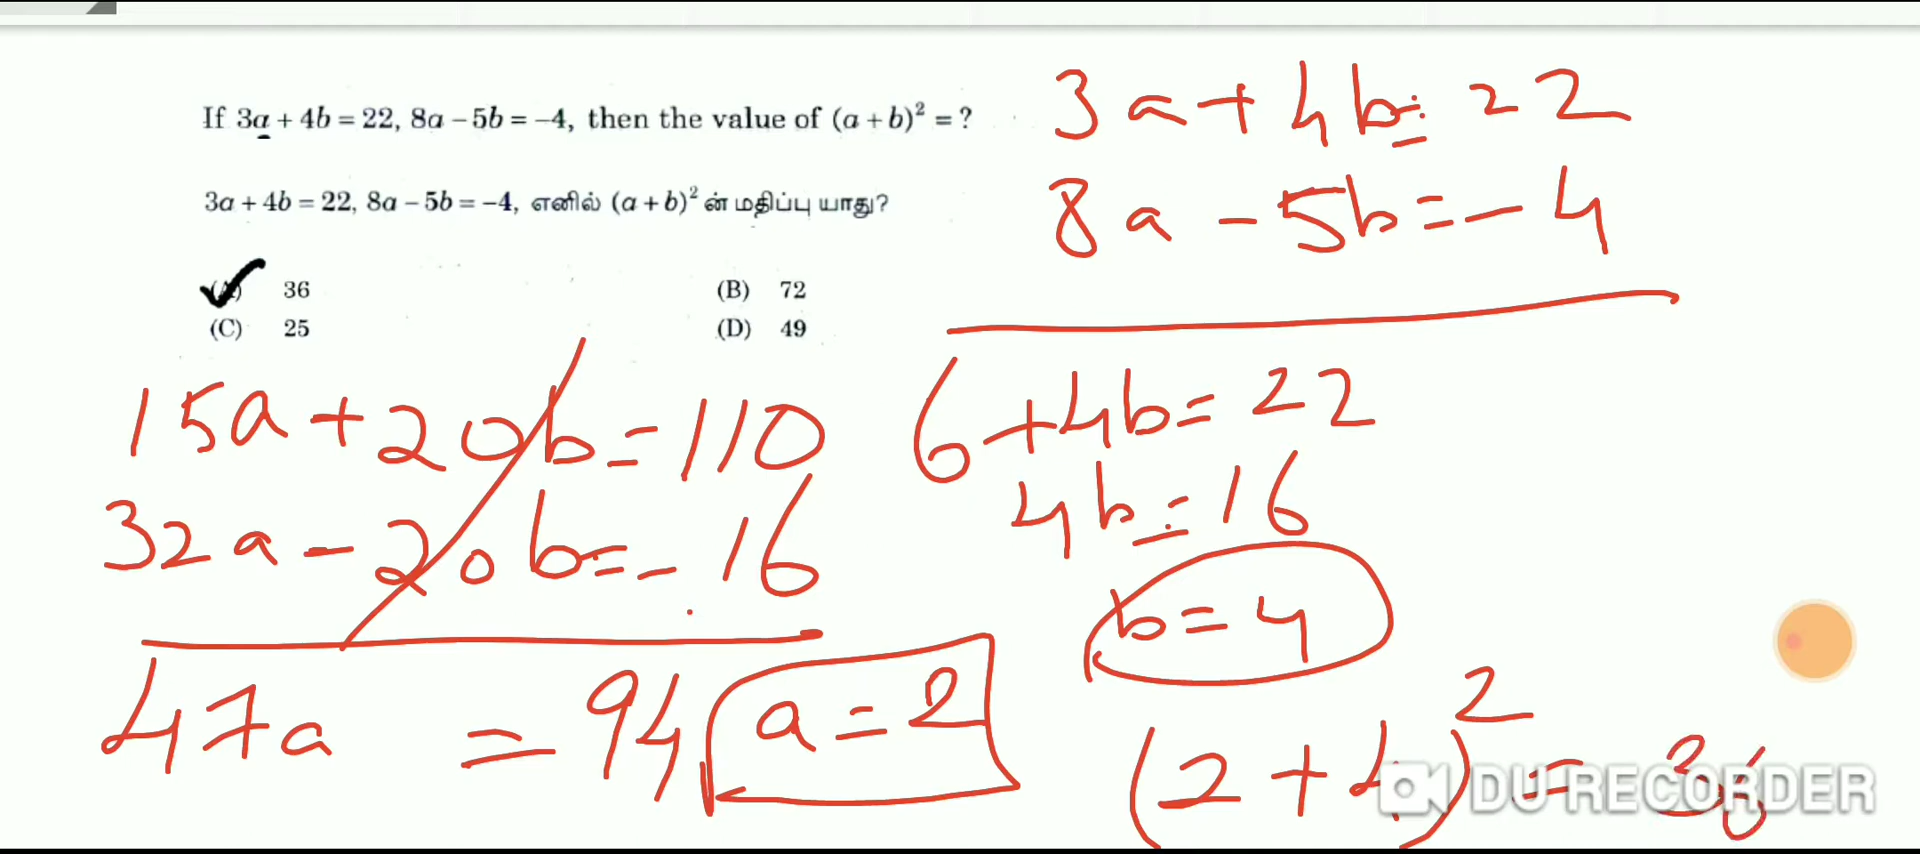 If 3a + 4b = 22, 8a − 5b = −4, then the value of (a + b)² = ?
3a + 4b = 22, 8a − 5b = −4, எனில் (a + b)² ன் மதிப்பு யாது?
(A) 36 (B) 72
(C) 25 (D) 49
3a + 4b = 22
8a − 5b = −4
15a + 20b = 110
32a − 20b = −16
47a = 94
a = 2
6 + 4b = 22
4b = 16
b = 4
(2 + 4)² = 36
DU RECORDER